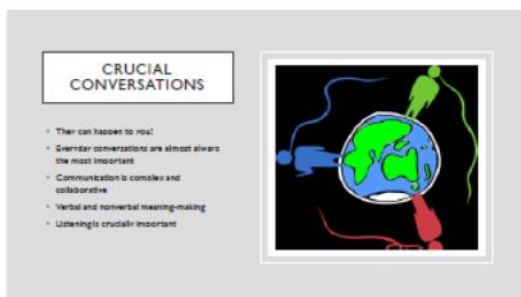 CRUCIAL
CONVERSATIONS
They can happen to you!
Everyday conversations are almost always
the most important
Communication is complex and
collaborative
Verbal and nonverbal meaning-making
Listening is crucially important